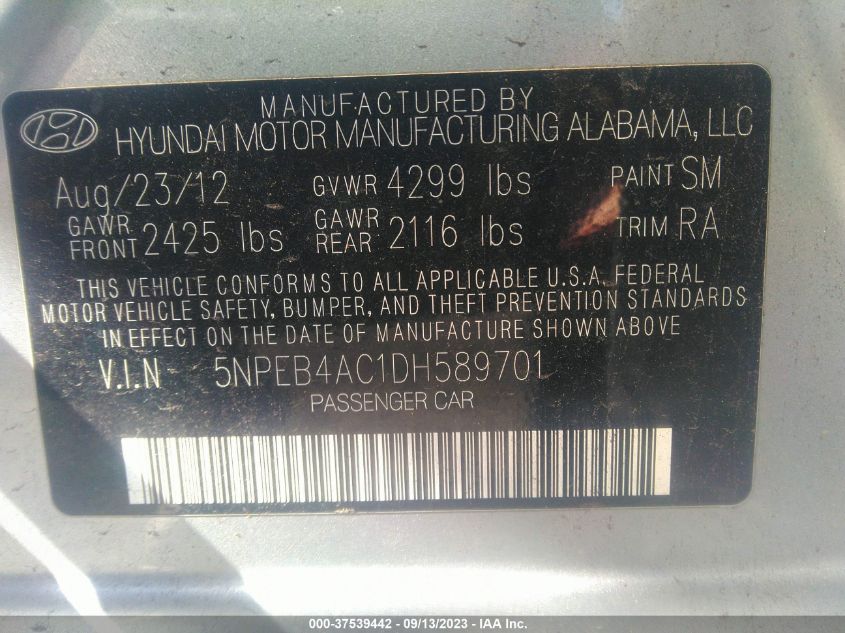 MANUFACTURED BY
HYUNDAI MOTOR MANUFACTURING ALABAMA, LLC
Aug/23/12 GVWR 4299 lbs PAINT SM
GAWR FRONT 2425 lbs GAWR REAR 2116 lbs TRIM RA
THIS VEHICLE CONFORMS TO ALL APPLICABLE U.S.A. FEDERAL
MOTOR VEHICLE SAFETY, BUMPER, AND THEFT PREVENTION STANDARDS
IN EFFECT ON THE DATE OF MANUFACTURE SHOWN ABOVE
V.I.N 5NPEB4AC1DH589701
PASSENGER CAR
000-37539442 - 09/13/2023 - IAA Inc.